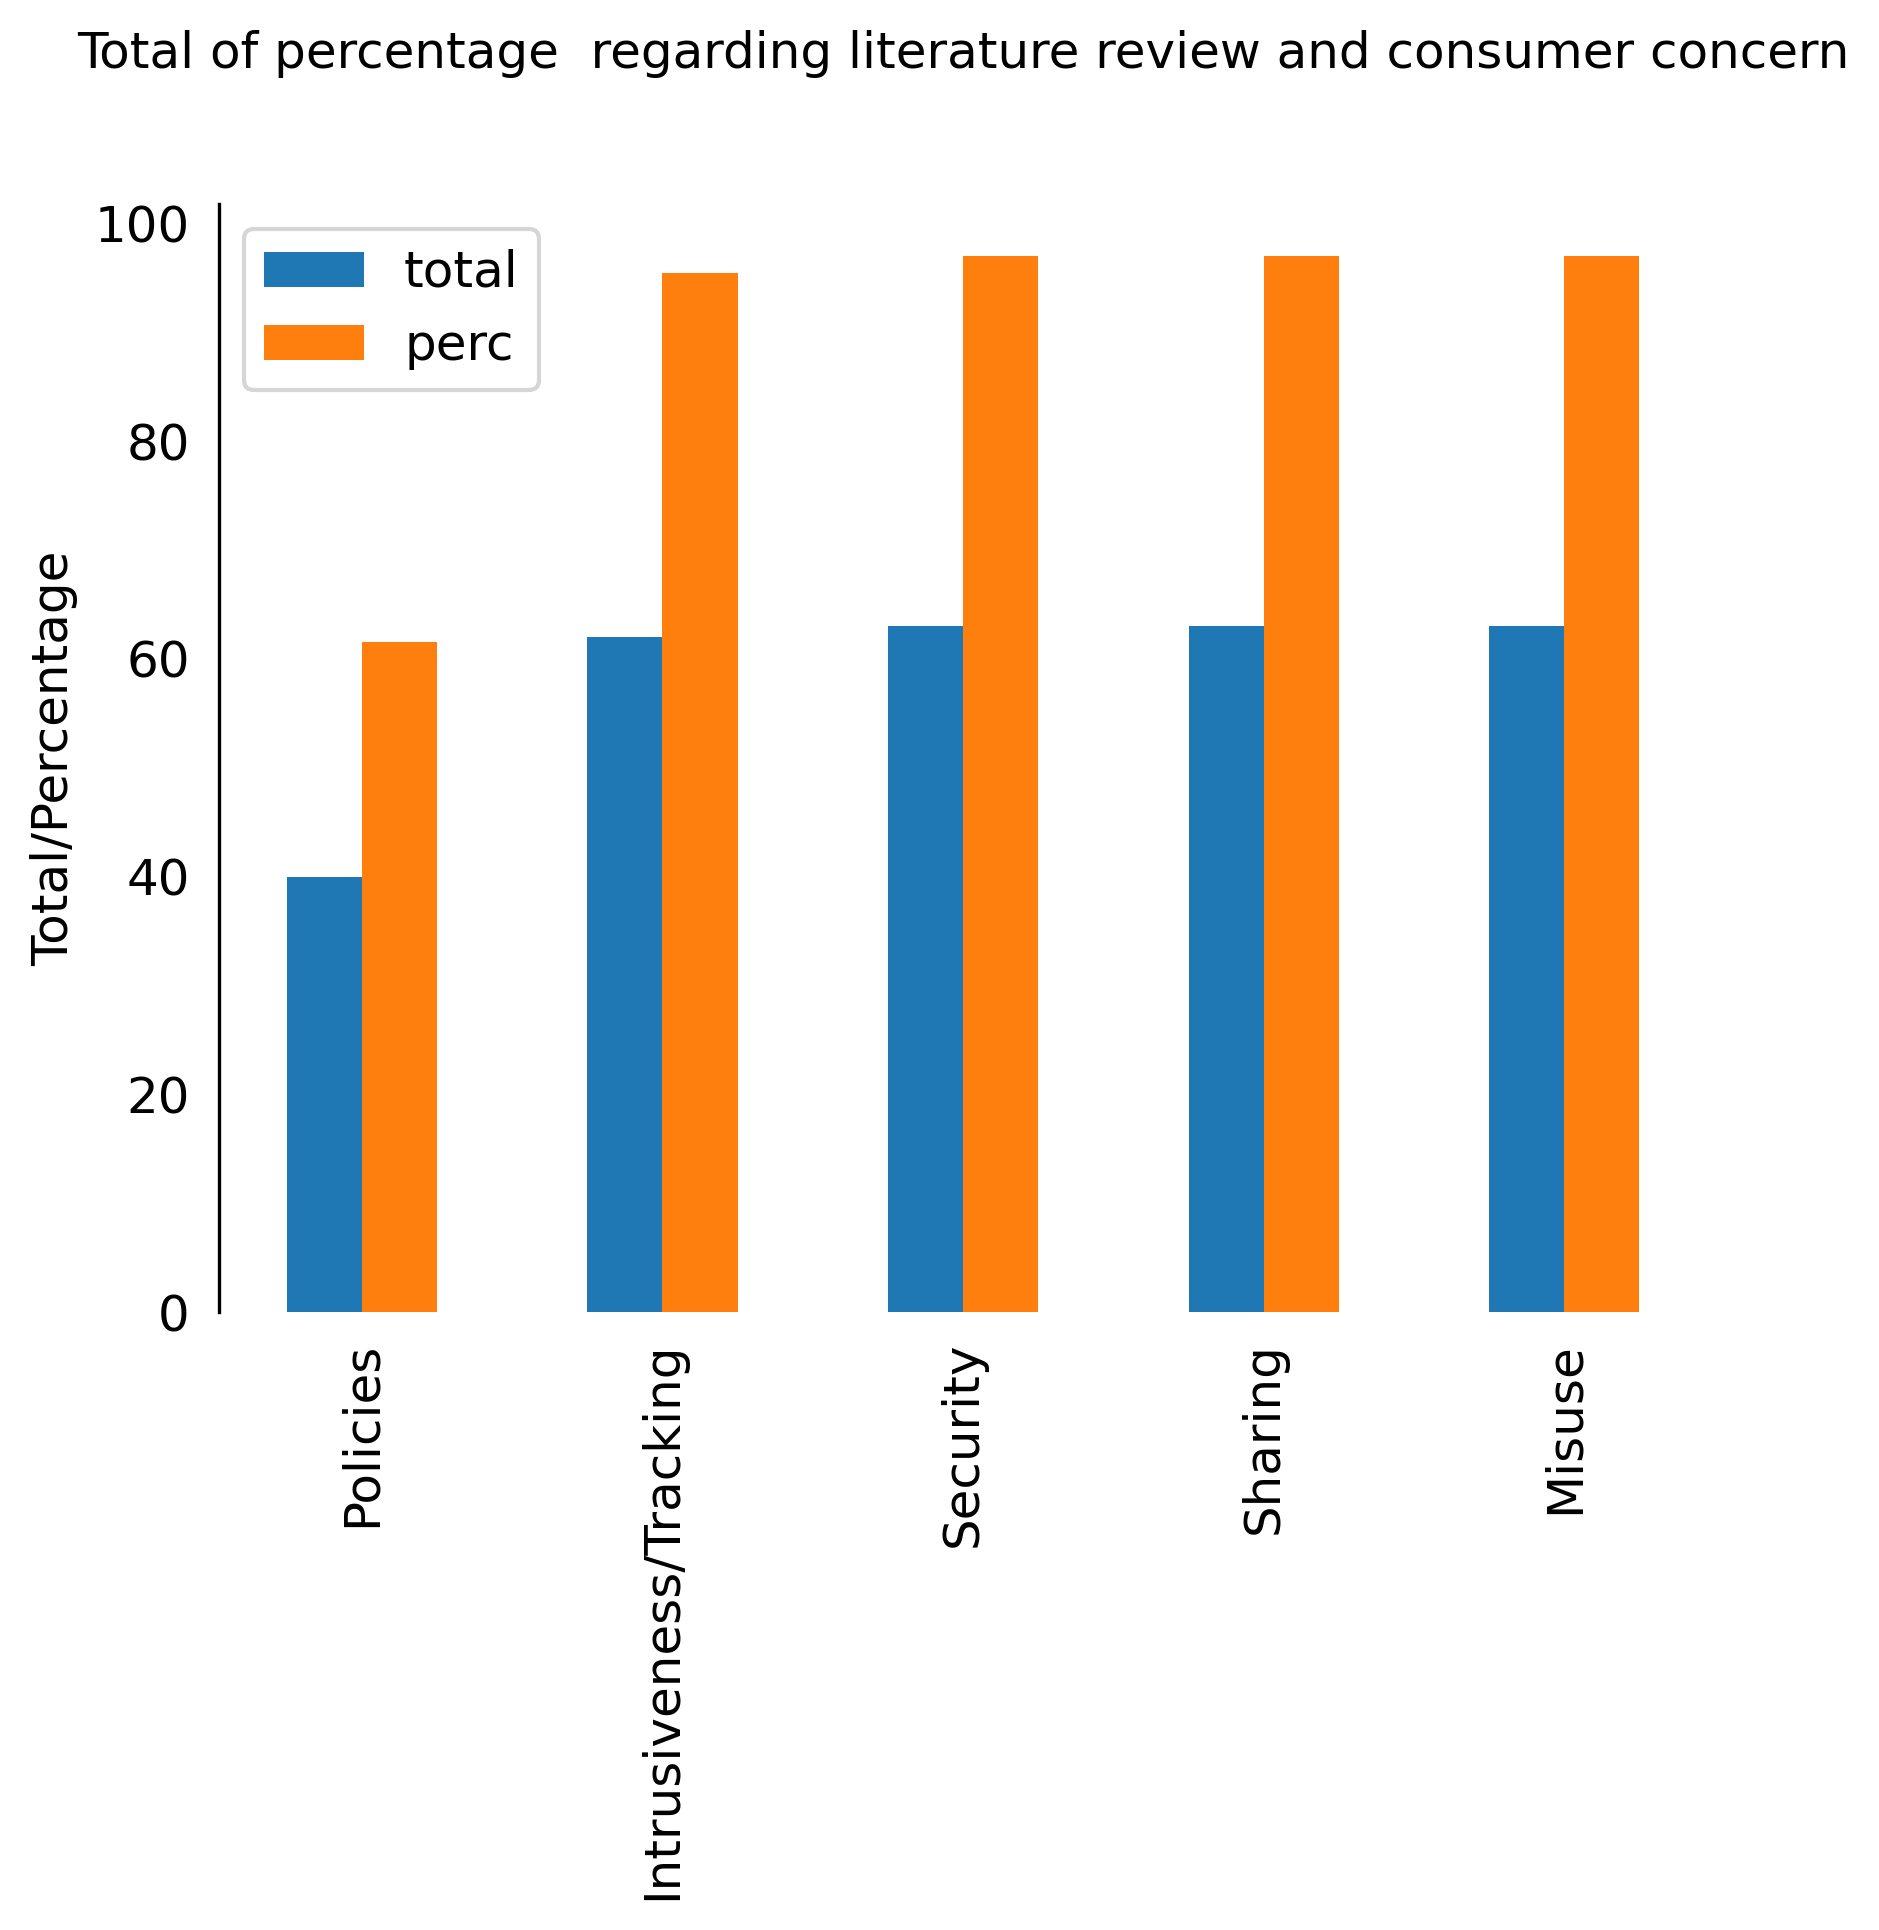 Total of percentage  regarding literature review and consumer concern
100
80
60
40
20
0
Total/Percentage
total
perc
Policies
Intrusiveness/Tracking
Security
Sharing
Misuse